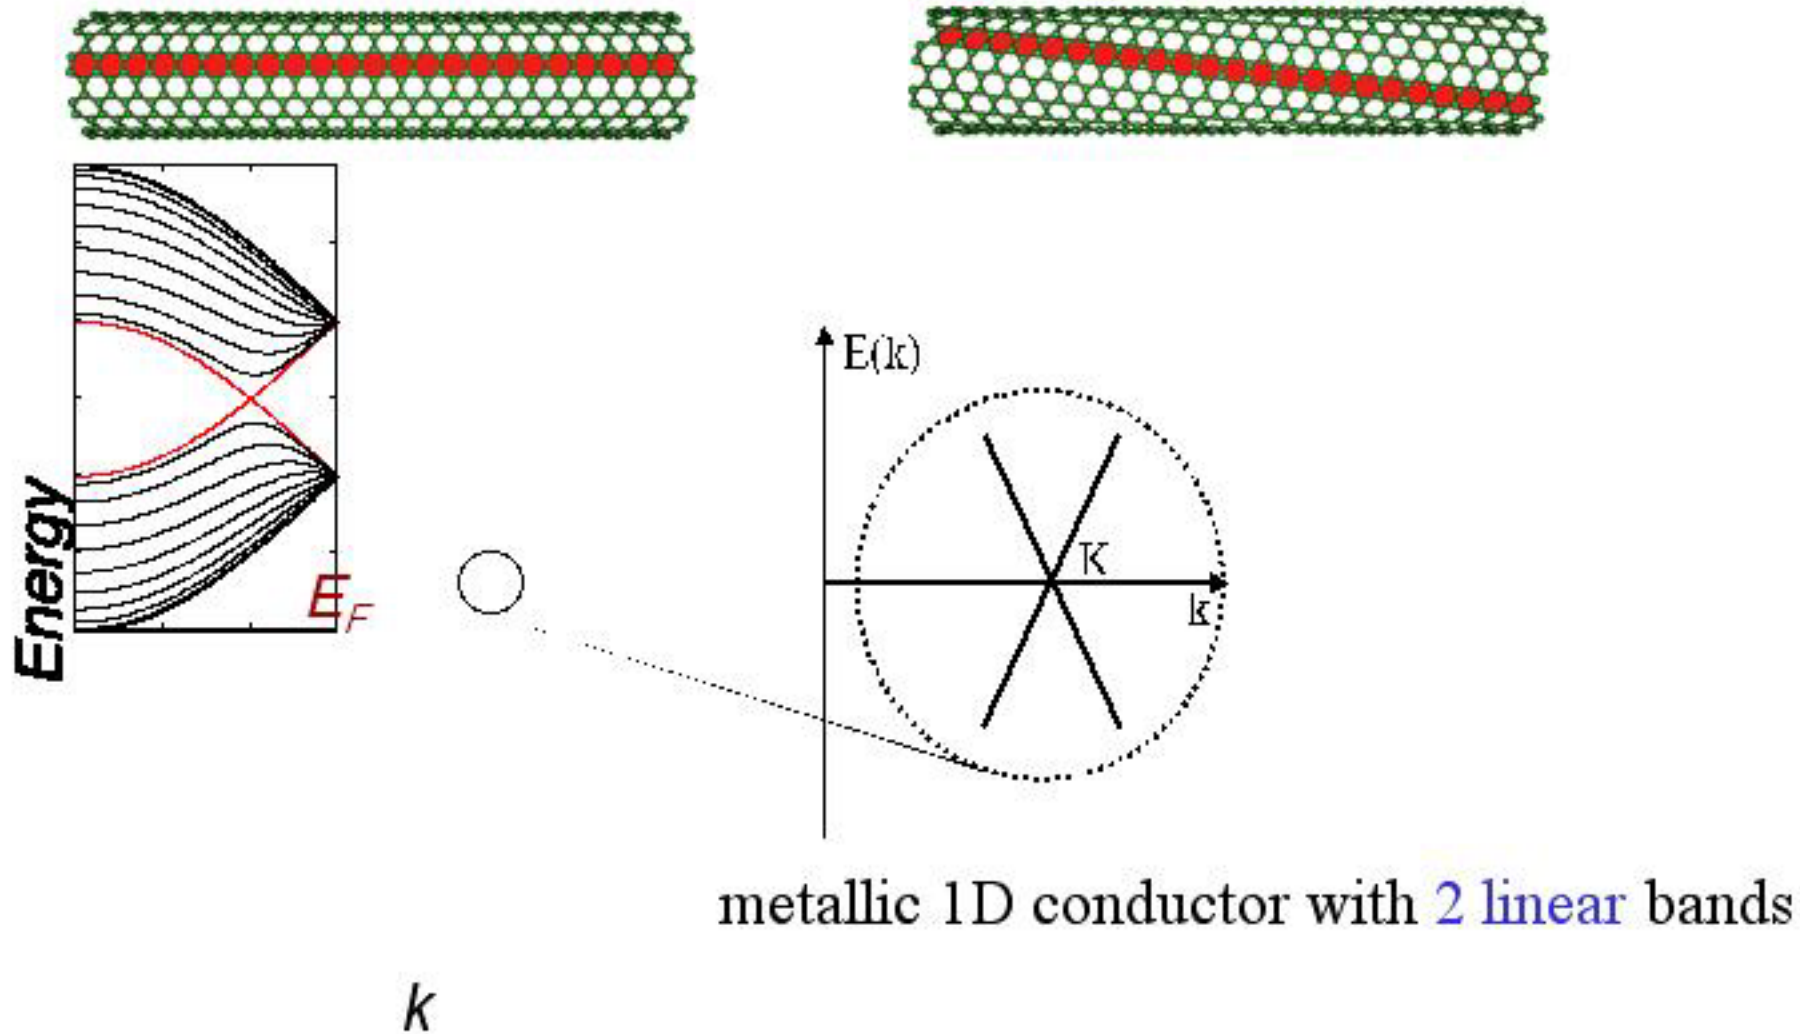 E(k)
K
k
Energy
E_F
metallic 1D conductor with 2 linear bands
k